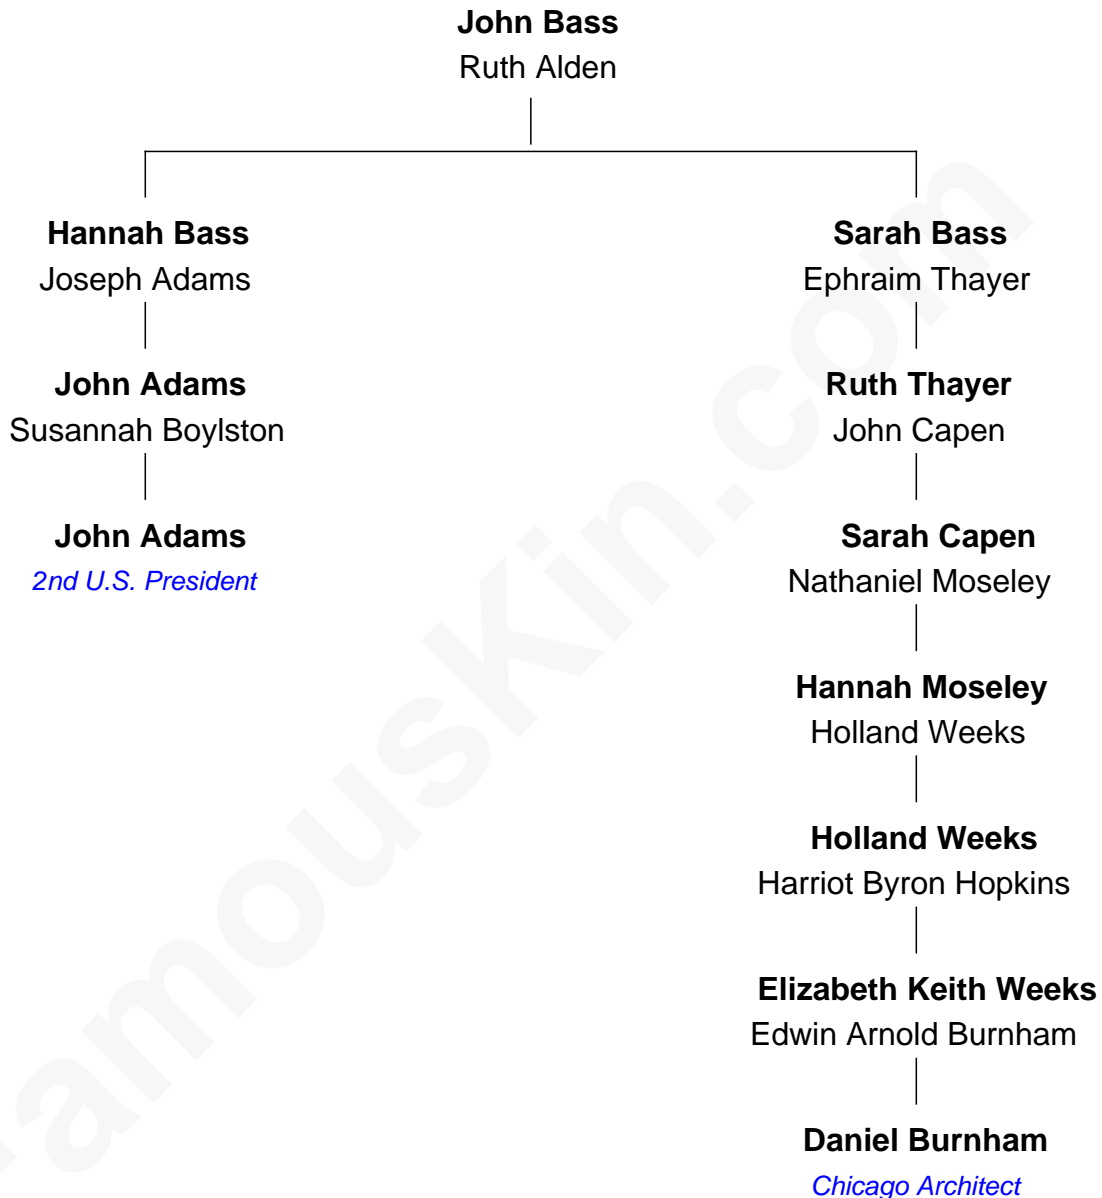 John Bass
Ruth Alden
Hannah Bass
Joseph Adams
Sarah Bass
Ephraim Thayer
John Adams
Susannah Boylston
Ruth Thayer
John Capen
John Adams
2nd U.S. President
Sarah Capen
Nathaniel Moseley
Hannah Moseley
Holland Weeks
Holland Weeks
Harriot Byron Hopkins
Elizabeth Keith Weeks
Edwin Arnold Burnham
Daniel Burnham
Chicago Architect
FamousKin.com